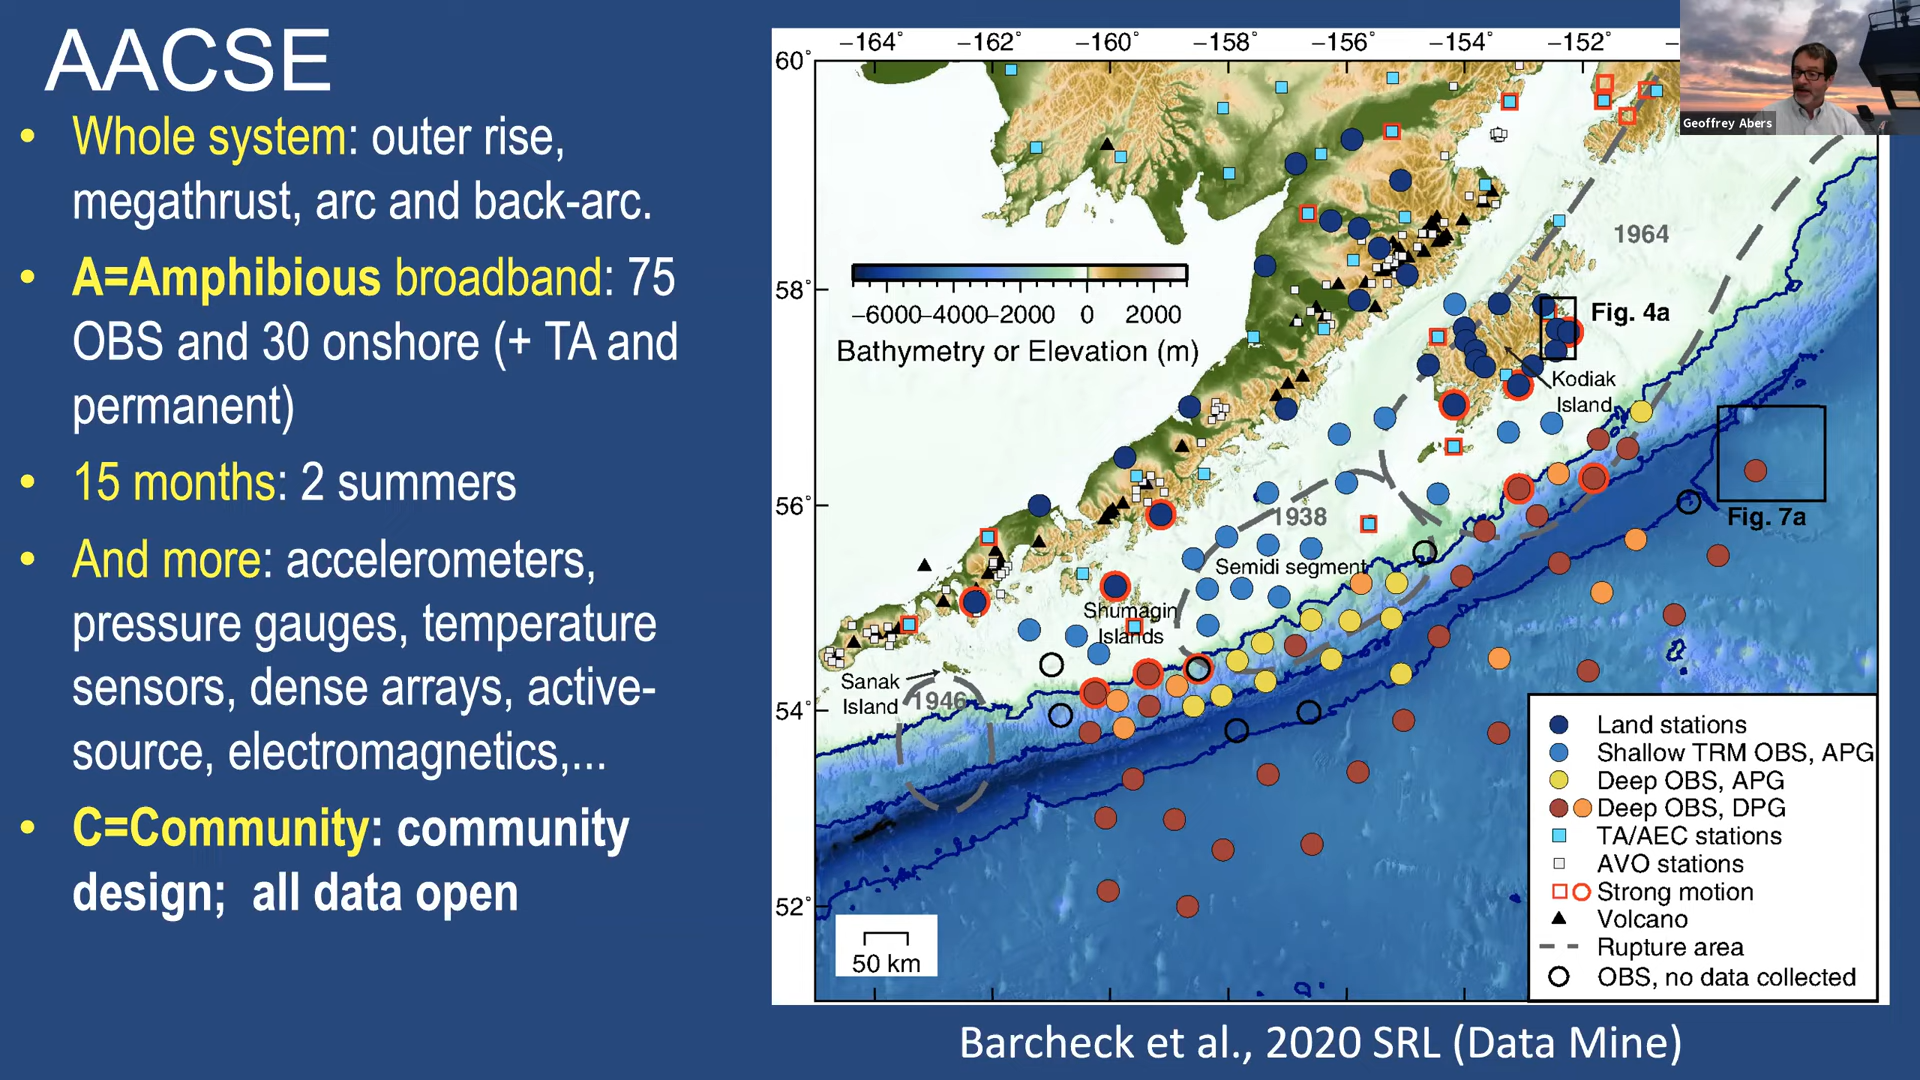 AACSE
• Whole system: outer rise,
megathrust, arc and back-arc.
• A=Amphibious broadband: 75
OBS and 30 onshore (+ TA and
permanent)
• 15 months: 2 summers
• And more: accelerometers,
pressure gauges, temperature
sensors, dense arrays, active-
source, electromagnetics,...
• C=Community: community
design;  all data open
−164° −162° −160° −158° −156° −154° −152°
60°
58°
56°
54°
52°
Geoffrey Abers
1964
−6000 −4000 −2000 0 2000
Bathymetry or Elevation (m)
Fig. 4a
Kodiak
Island
1938
Semidi segment
Fig. 7a
Shumagin
Islands
Sanak
Island
1946
50 km
Land stations
Shallow TRM OBS, APG
Deep OBS, APG
Deep OBS, DPG
TA/AEC stations
AVO stations
Strong motion
Volcano
Rupture area
OBS, no data collected
Barcheck et al., 2020 SRL (Data Mine)